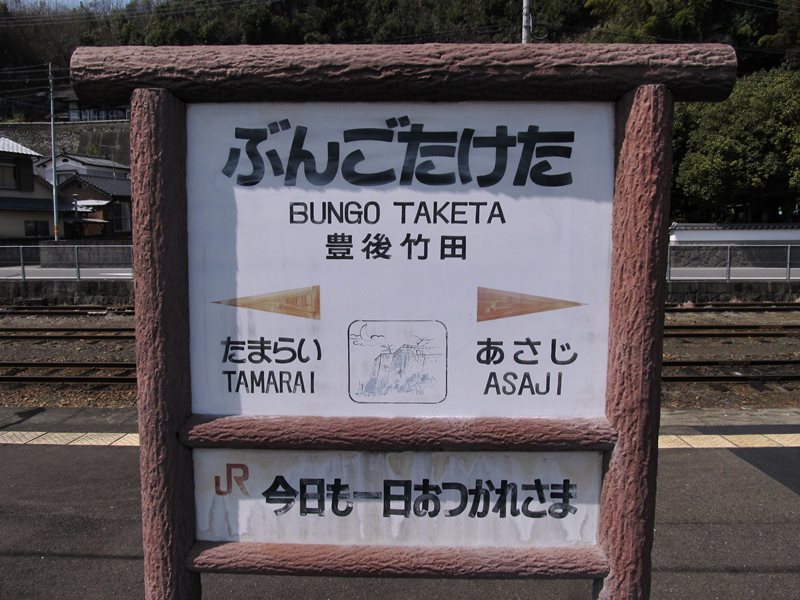 ぶんごたけた
BUNGO TAKETA
豊後竹田
たまらい あさじ
TAMARAI ASAJI
JR 今日も一日おつかれさま